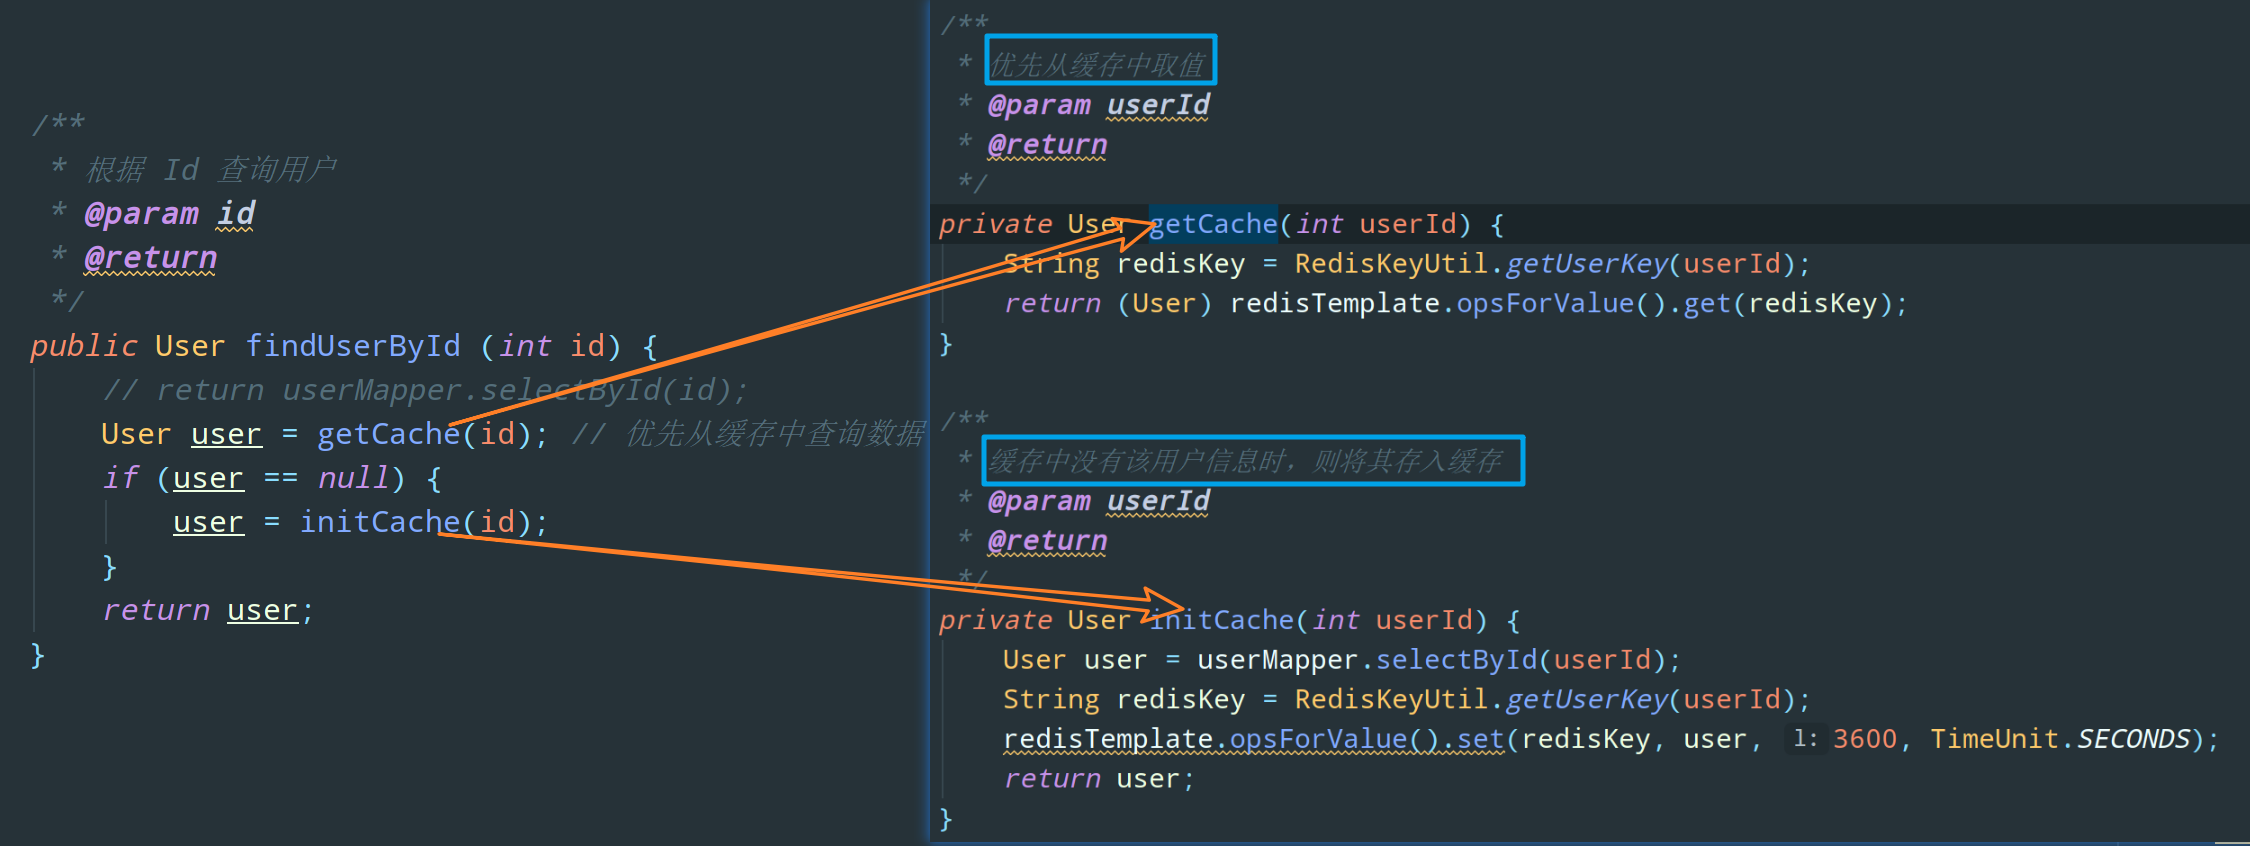 /**
 * 根据 Id 查询用户
 * @param id
 * @return
 */
public User findUserById (int id) {
    // return userMapper.selectById(id);
    User user = getCache(id); // 优先从缓存中查询数据
    if (user == null) {
        user = initCache(id);
    }
    return user;
}
/**
 * 优先从缓存中取值
 * @param userId
 * @return
 */
private User getCache(int userId) {
    String redisKey = RedisKeyUtil.getUserKey(userId);
    return (User) redisTemplate.opsForValue().get(redisKey);
}
/**
 * 缓存中没有该用户信息时，则将其存入缓存
 * @param userId
 * @return
 */
private User initCache(int userId) {
    User user = userMapper.selectById(userId);
    String redisKey = RedisKeyUtil.getUserKey(userId);
    redisTemplate.opsForValue().set(redisKey, user, l: 3600, TimeUnit.SECONDS);
    return user;
}